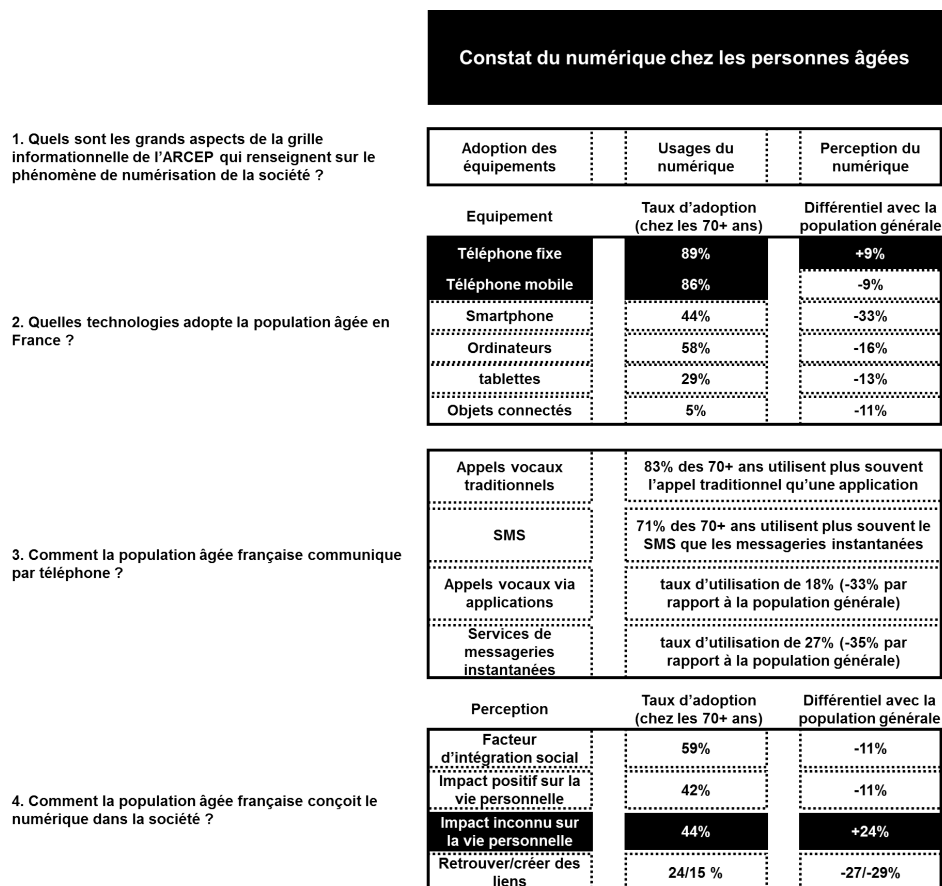 Constat du numérique chez les personnes âgées
1. Quels sont les grands aspects de la grille
informationnelle de l'ARCEP qui renseignent sur le
phénomène de numérisation de la société ?
Adoption des
équipements
Usages du
numérique
Perception du
numérique
Equipement
Taux d'adoption
(chez les 70+ ans)
Différentiel avec la
population générale
2. Quelles technologies adopte la population âgée en
France ?
Téléphone fixe
89%
+9%
Téléphone mobile
86%
-9%
Smartphone
44%
-33%
Ordinateurs
58%
-16%
tablettes
29%
-13%
Objets connectés
5%
-11%
3. Comment la population âgée française communique
par téléphone ?
Appels vocaux
traditionnels
83% des 70+ ans utilisent plus souvent
l'appel traditionnel qu'une application
SMS
71% des 70+ ans utilisent plus souvent le
SMS que les messageries instantanées
Appels vocaux via
applications
taux d'utilisation de 18% (-33% par
rapport à la population générale)
Services de
messageries
instantanées
taux d'utilisation de 27% (-35% par
rapport à la population générale)
Perception
Taux d'adoption
(chez les 70+ ans)
Différentiel avec la
population générale
4. Comment la population âgée française conçoit le
numérique dans la société ?
Facteur
d'intégration social
59%
-11%
Impact positif sur la
vie personnelle
42%
-11%
Impact inconnu sur
la vie personnelle
44%
+24%
Retrouver/créer des
liens
24/15 %
-27/-29%